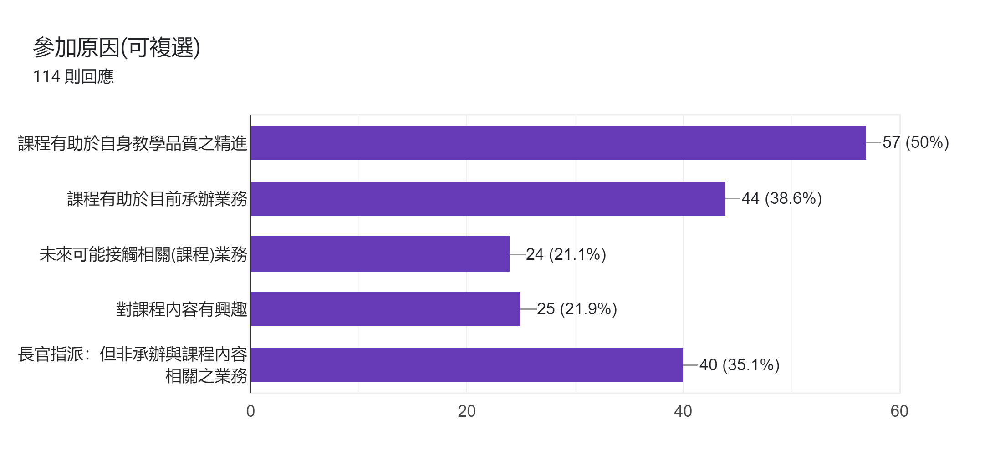 參加原因(可複選)
114 則回應
課程有助於自身教學品質之精進
57 (50%)
課程有助於目前承辦業務
44 (38.6%)
未來可能接觸相關(課程)業務
24 (21.1%)
對課程內容有興趣
25 (21.9%)
長官指派：但非承辦與課程內容
相關之業務
40 (35.1%)
0 20 40 60